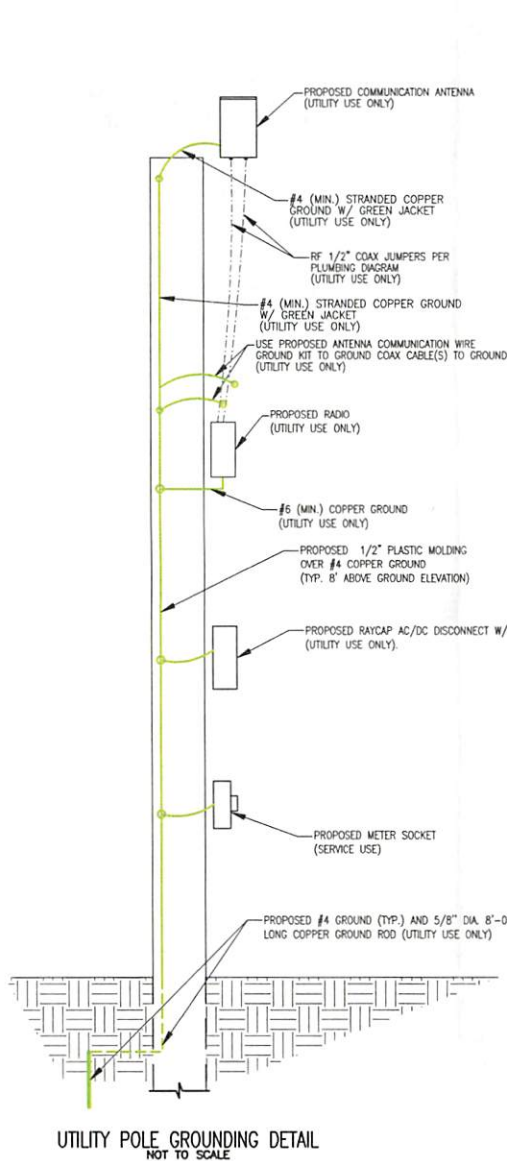 PROPOSED COMMUNICATION ANTENNA
(UTILITY USE ONLY)
#4 (MIN.) STRANDED COPPER
GROUND W/ GREEN JACKET
(UTILITY USE ONLY)
RF 1/2" COAX JUMPERS PER
PLUMBING DIAGRAM
(UTILITY USE ONLY)
#4 (MIN.) STRANDED COPPER GROUND
W/ GREEN JACKET
(UTILITY USE ONLY)
USE PROPOSED ANTENNA COMMUNICATION WIRE
GROUND KIT TO GROUND COAX CABLE(S) TO GROUND
(UTILITY USE ONLY)
PROPOSED RADIO
(UTILITY USE ONLY)
#6 (MIN.) COPPER GROUND
(UTILITY USE ONLY)
PROPOSED 1/2" PLASTIC MOLDING
OVER #4 COPPER GROUND
(TYP. 8' ABOVE GROUND ELEVATION)
PROPOSED RAYCAP AC/DC DISCONNECT W/
(UTILITY USE ONLY).
PROPOSED METER SOCKET
(SERVICE USE)
PROPOSED #4 GROUND (TYP.) AND 5/8" DIA. 8'-0
LONG COPPER GROUND ROD (UTILITY USE ONLY)
UTILITY POLE GROUNDING DETAIL
NOT TO SCALE